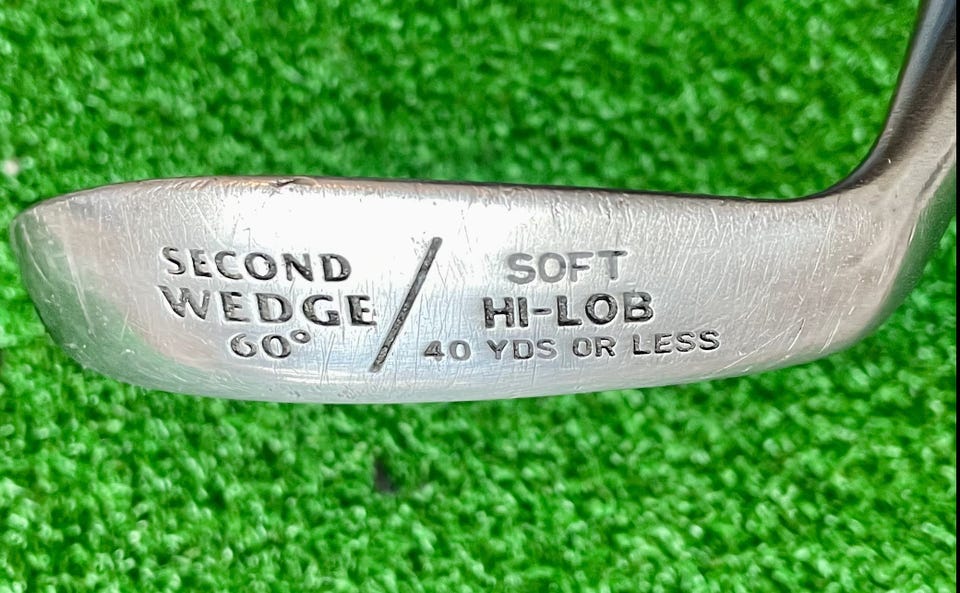 SECOND
WEDGE
60°
/
SOFT
HI-LOB
40 YDS OR LESS